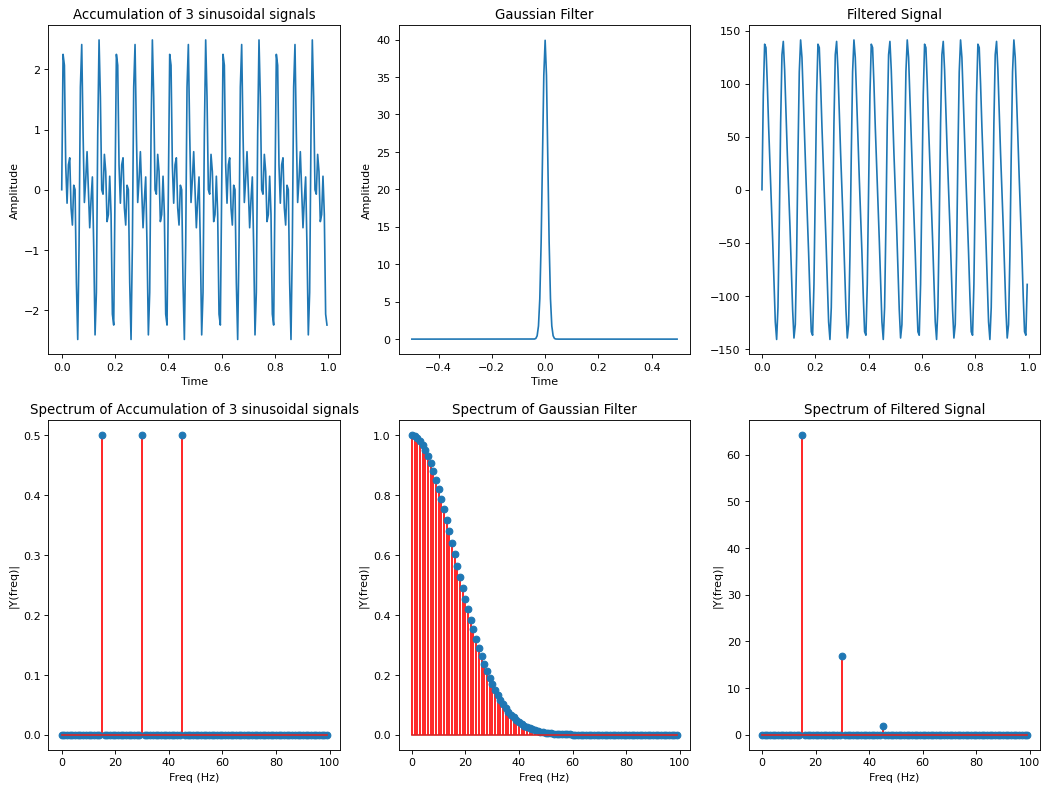 Accumulation of 3 sinusoidal signals
Gaussian Filter
Filtered Signal
Amplitude
2
1
0
−1
−2
0.0 0.2 0.4 0.6 0.8 1.0
Time
Amplitude
40
35
30
25
20
15
10
5
0
−0.4 −0.2 0.0 0.2 0.4
Time
150
100
50
0
−50
−100
−150
0.0 0.2 0.4 0.6 0.8 1.0
Spectrum of Accumulation of 3 sinusoidal signals
Spectrum of Gaussian Filter
Spectrum of Filtered Signal
|Y(freq)|
0.5
0.4
0.3
0.2
0.1
0.0
0 20 40 60 80 100
Freq (Hz)
|Y(freq)|
1.0
0.8
0.6
0.4
0.2
0.0
0 20 40 60 80 100
Freq (Hz)
|Y(freq)|
60
50
40
30
20
10
0
0 20 40 60 80 100
Freq (Hz)